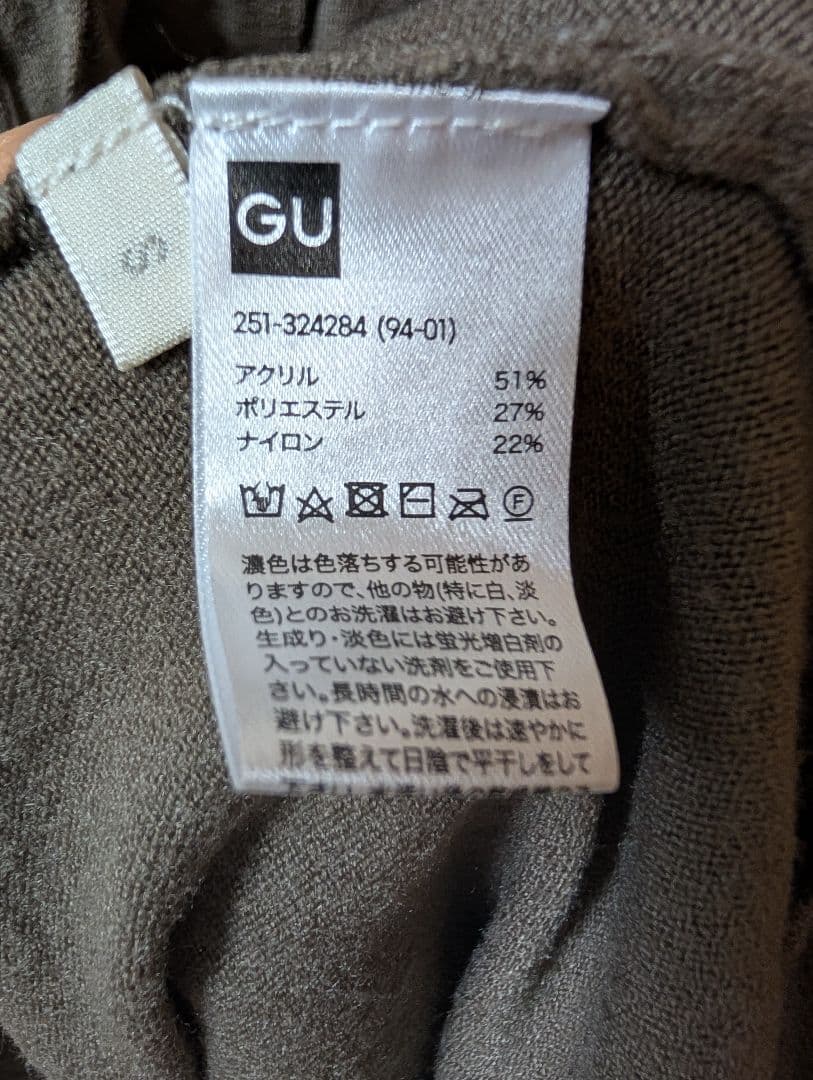 GU
251-324284 (94-01)
アクリル 51%
ポリエステル 27%
ナイロン 22%
F
濃色は色落ちする可能性があ
りますので、他の物(特に白、淡
色)とのお洗濯はお避け下さい。
生成り・淡色には蛍光増白剤の
入っていない洗剤をご使用下
さい。長時間の水への浸漬はお
避け下さい。洗濯後は速やかに
形を整えて日陰で平干しをして